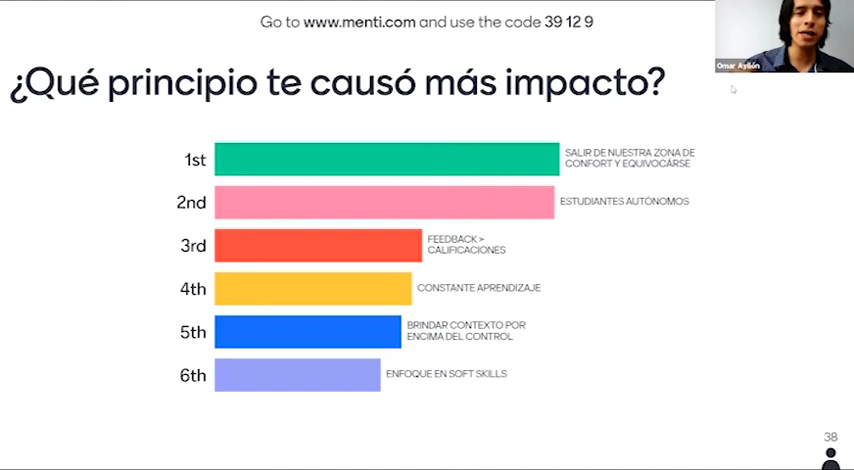 Go to www.menti.com and use the code 39 12 9
Omar Ayllón
¿Qué principio te causó más impacto?
1st
SALIR DE NUESTRA ZONA DE
CONFORT Y EQUIVOCÁRSE
2nd
ESTUDIANTES AUTÓNOMOS
3rd
FEEDBACK >
CALIFICACIONES
4th
CONSTANTE APRENDIZAJE
5th
BRINDAR CONTEXTO POR
ENCIMA DEL CONTROL
6th
ENFOQUE EN SOFT SKILLS
38